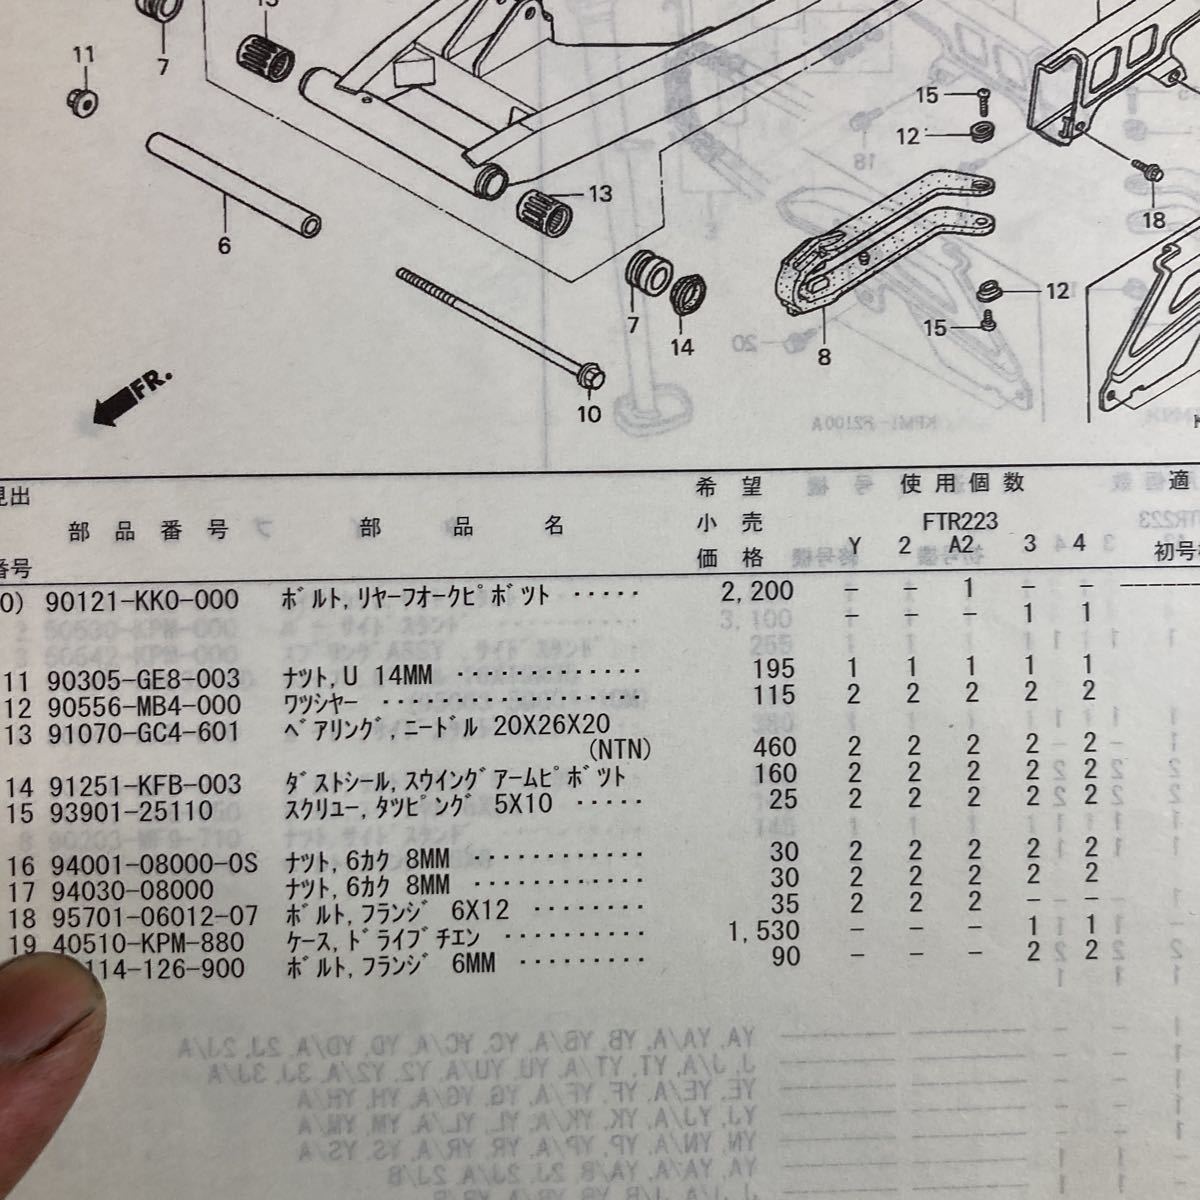 13
11
7
6
13
7
14
10
FR.
15
12
12
15
8
18
見出
番号
部品番号
部品名
希望
小売
価格
使用個数
FTR223
Y 2 A2 3 4
適
初号
0) 90121-KK0-000 ボルト,リヤーフオークピボツト ····· 2,200 － － 1 － －
－ － － 1 1
11 90305-GE8-003 ナツト,U 14MM ············· 195 1 1 1 1 1
12 90556-MB4-000 ワツシヤー ·················· 115 2 2 2 2 2
13 91070-GC4-601 ベアリング,ニードル 20X26X20
(NTN) 460 2 2 2 2 2
14 91251-KFB-003 ダストシール,スウイングアームピボツト 160 2 2 2 2 2
15 93901-25110 スクリユー,タツピング 5X10 ····· 25 2 2 2 2 2
16 94001-08000-0S ナツト,6カク 8MM ············ 30 2 2 2 2 2
17 94030-08000 ナツト,6カク 8MM ············ 30 2 2 2 2 2
18 95701-06012-07 ボルト,フランジ 6X12 ········ 35 2 2 2 － －
19 40510-KPM-880 ケース,ドライブチエン ·········· 1,530 － － － 1 1
114-126-900 ボルト,フランジ 6MM ········· 90 － － － 2 2